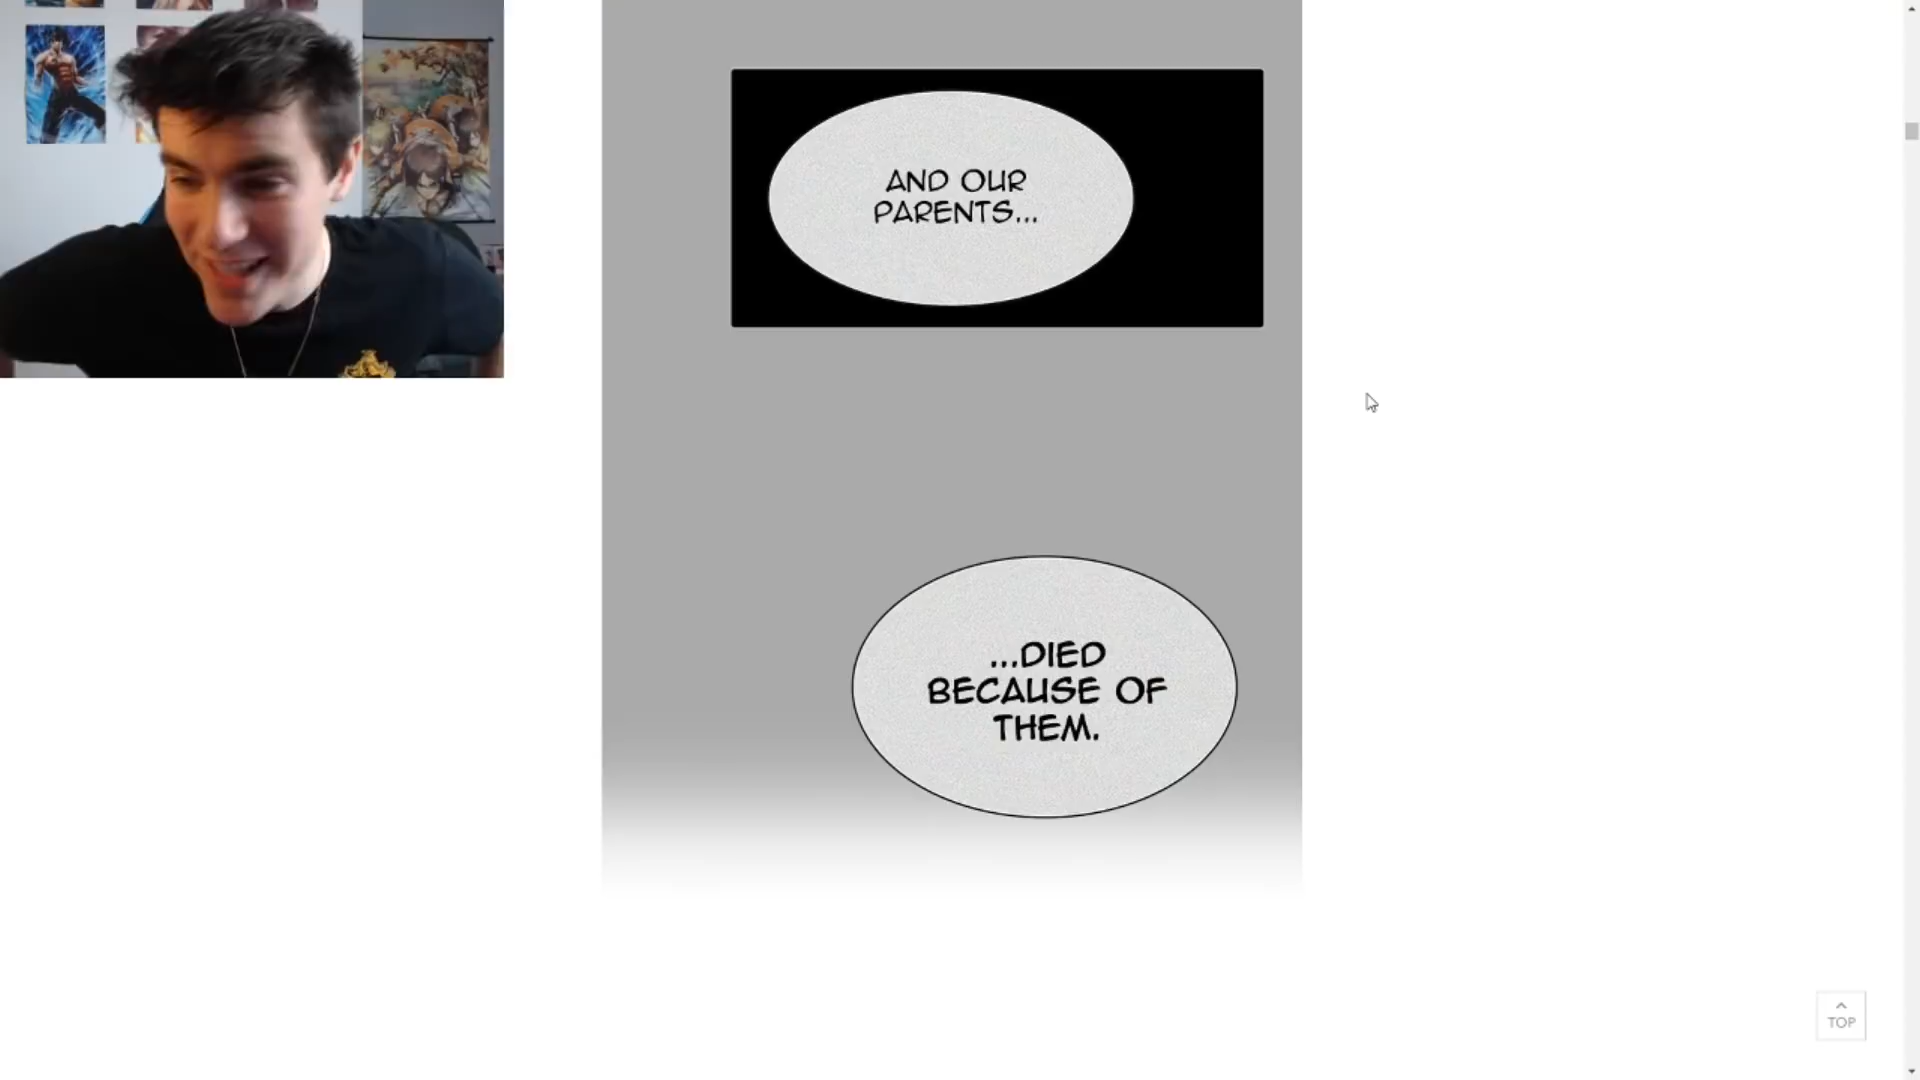 AND OUR
PARENTS...
...DIED
BECAUSE OF
THEM.
TOP